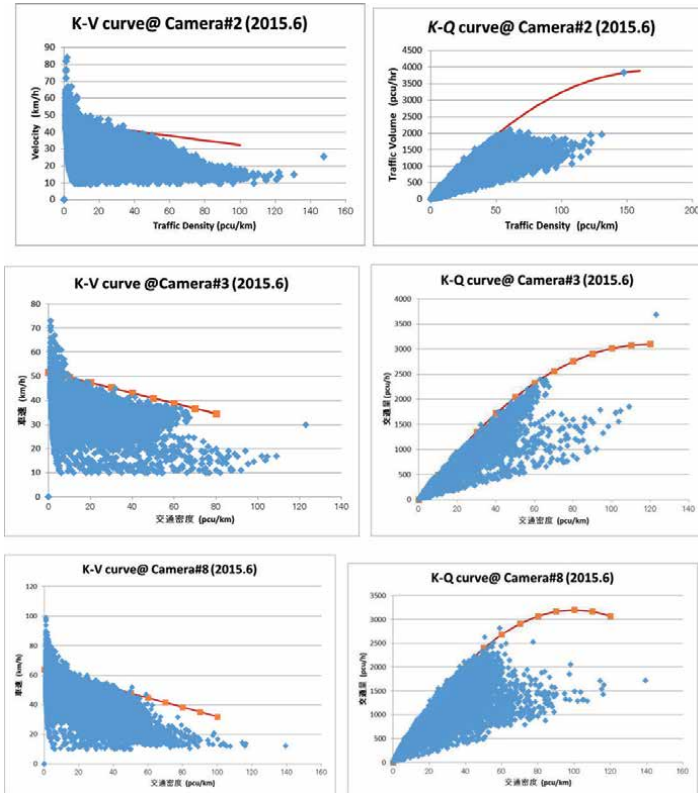 K-V curve@ Camera#2 (2015.6)
Velocity (km/h)
90
80
70
60
50
40
30
20
10
0
0 20 40 60 80 100 120 140 160
Traffic Density (pcu/km)
K-Q curve@ Camera#2 (2015.6)
Traffic Volume (pcu/hr)
4500
4000
3500
3000
2500
2000
1500
1000
500
0
0 50 100 150 200
Traffic Density (pcu/km)
K-V curve @Camera#3 (2015.6)
車速 (km/h)
80
70
60
50
40
30
20
10
0
0 20 40 60 80 100 120 140
交通密度 (pcu/km)
K-Q curve@ Camera#3 (2015.6)
交通量 (pcu/h)
4000
3500
3000
2500
2000
1500
1000
500
0
0 20 40 60 80 100 120 140
交通密度 (pcu/km)
K-V curve@ Camera#8 (2015.6)
車速 (km/h)
120
100
80
60
40
20
0
0 20 40 60 80 100 120 140 160
交通密度 (pcu/km)
K-Q curve@ Camera#8 (2015.6)
交通量 (pcu/h)
3500
3000
2500
2000
1500
1000
500
0
0 20 40 60 80 100 120 140 160
交通密度 (pcu/km)